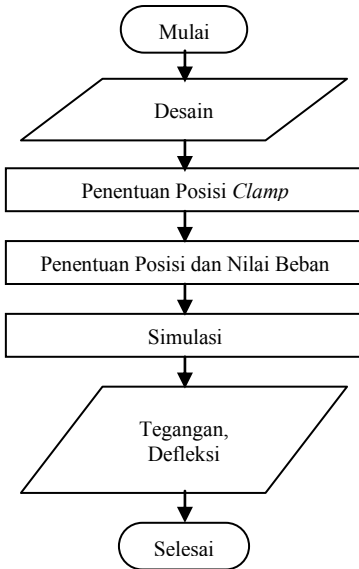 Mulai
Desain
Penentuan Posisi Clamp
Penentuan Posisi dan Nilai Beban
Simulasi
Tegangan,
Defleksi
Selesai